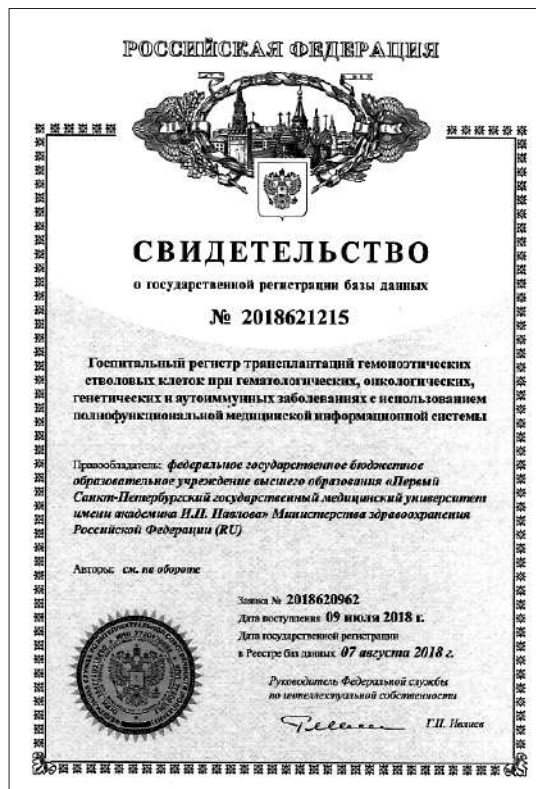 РОССИЙСКАЯ ФЕДЕРАЦИЯ
СВИДЕТЕЛЬСТВО
о государственной регистрации базы данных
№ 2018621215
Госпитальный регистр трансплантаций гемопоэтических
стволовых клеток при гематологических, онкологических,
генетических и аутоиммунных заболеваниях с использованием
полнофункциональной медицинской информационной системы
Правообладатель: федеральное государственное бюджетное
образовательное учреждение высшего образования «Первый
Санкт-Петербургский государственный медицинский университет
имени академика И.П. Павлова» Министерства здравоохранения
Российской Федерации (RU)
Авторы: см. на обороте
Заявка № 2018620962
Дата поступления 09 июля 2018 г.
Дата государственной регистрации
в Реестре баз данных 07 августа 2018 г.
Руководитель Федеральной службы
по интеллектуальной собственности
Г.П. Ивлиев